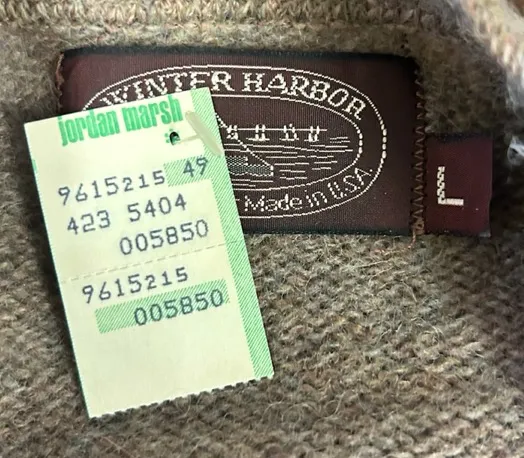 WINTER HARBOR
Made in U.S.A.
L
jordan marsh
9615215 49
423 5404
005850
9615215
005850